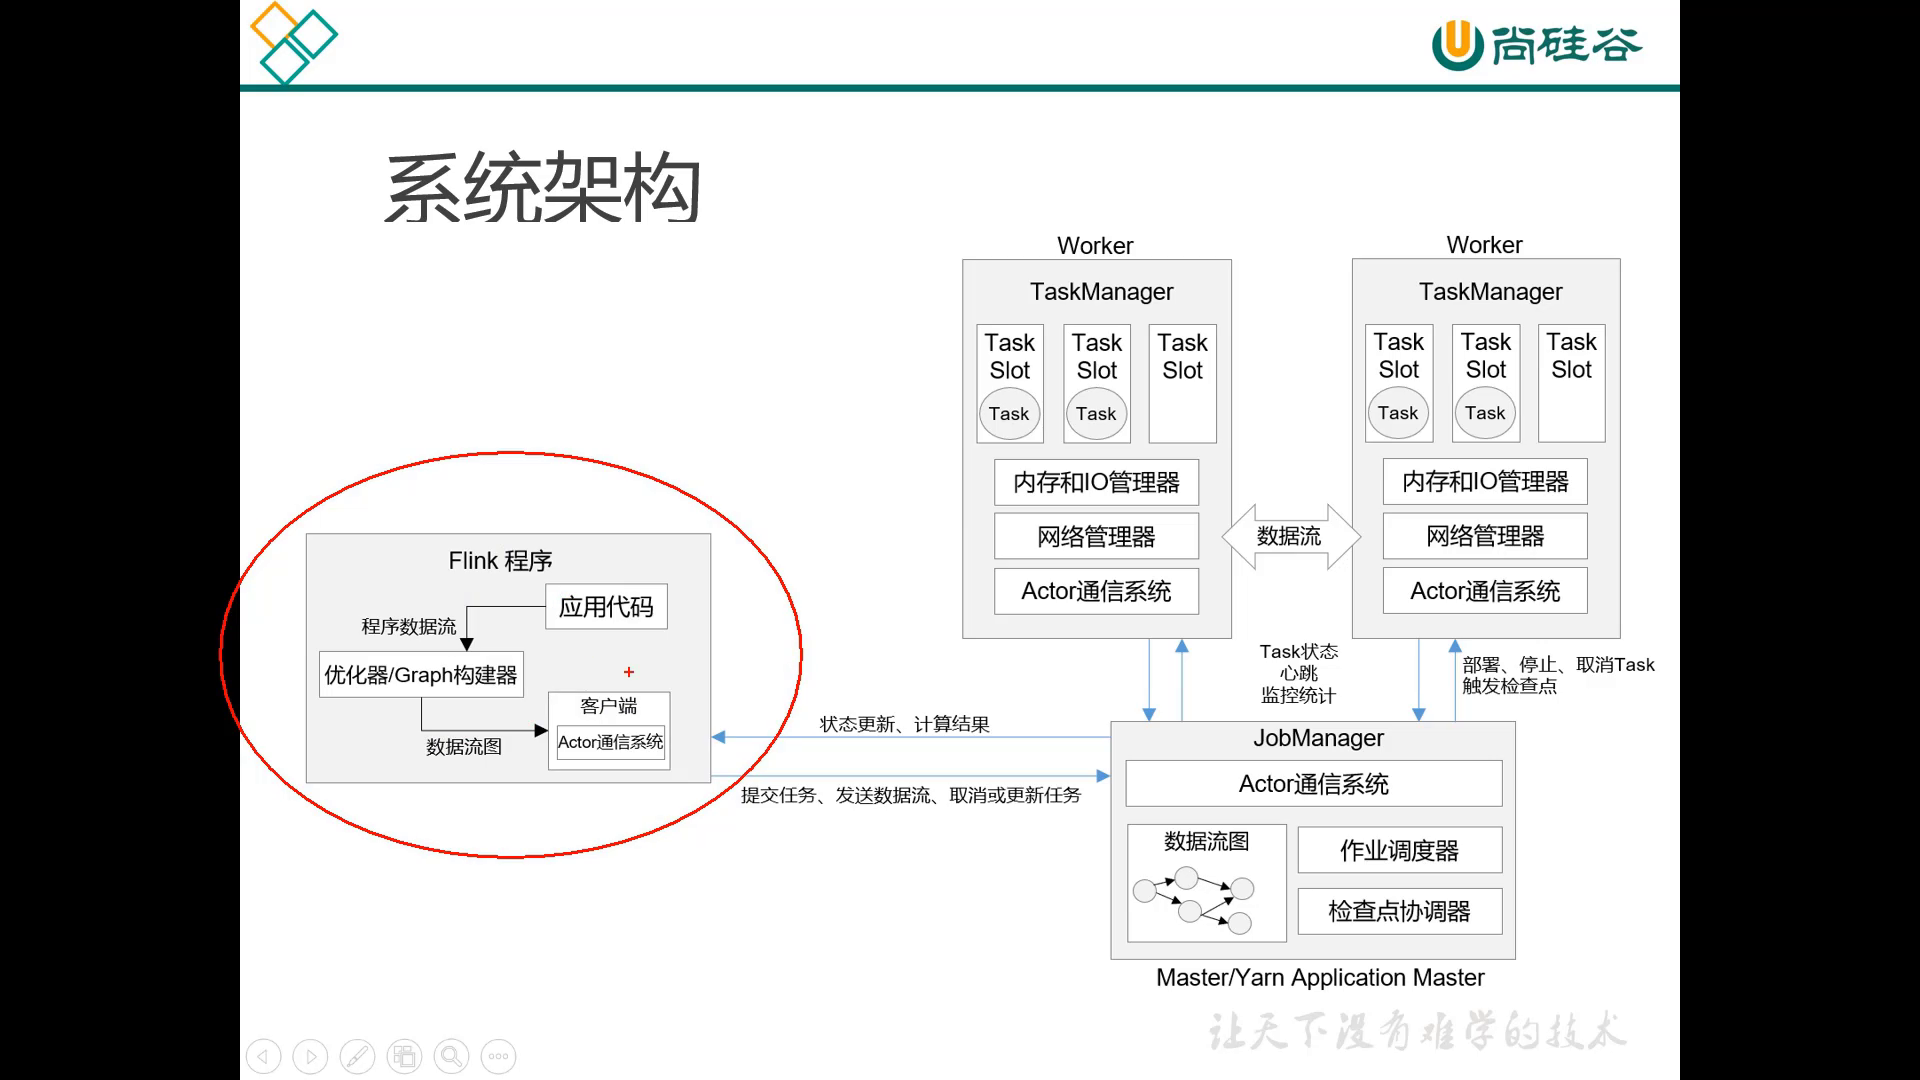 尚硅谷
系统架构
Worker
TaskManager
Task Slot
Task
Task Slot
Task
Task Slot
内存和IO管理器
网络管理器
Actor通信系统
数据流
Worker
TaskManager
Task Slot
Task
Task Slot
Task
Task Slot
内存和IO管理器
网络管理器
Actor通信系统
Flink 程序
应用代码
程序数据流
优化器/Graph构建器
客户端
Actor通信系统
数据流图
状态更新、计算结果
提交任务、发送数据流、取消或更新任务
Task状态
心跳
监控统计
部署、停止、取消Task
触发检查点
JobManager
Actor通信系统
数据流图
作业调度器
检查点协调器
Master/Yarn Application Master
让天下没有难学的技术